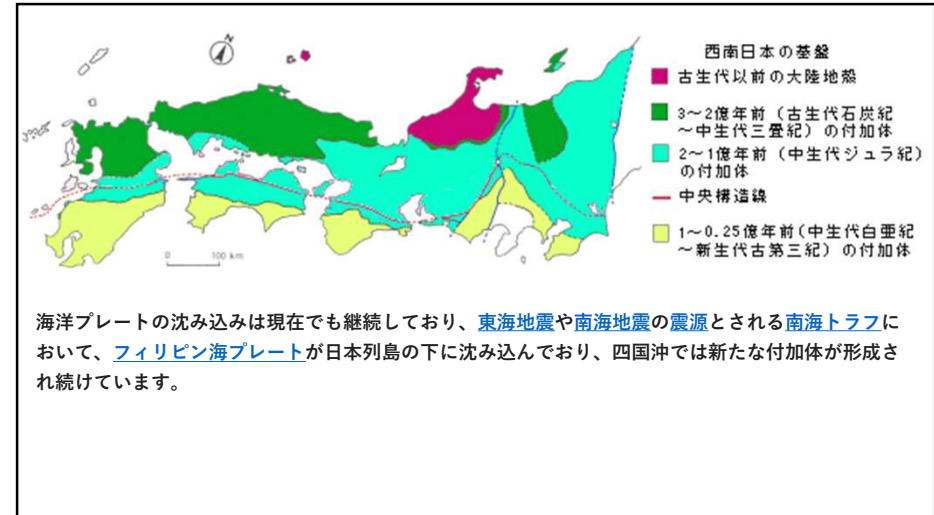 N
西南日本の基盤
古生代以前の大陸地殻
3〜2億年前（古生代石炭紀
〜中生代三畳紀）の付加体
2〜1億年前（中生代ジュラ紀）
の付加体
中央構造線
1〜0.25億年前(中生代白亜紀
〜新生代古第三紀）の付加体
0 100 km
海洋プレートの沈み込みは現在でも継続しており、東海地震や南海地震の震源とされる南海トラフに
おいて、フィリピン海プレートが日本列島の下に沈み込んでおり、四国沖では新たな付加体が形成さ
れ続けています。